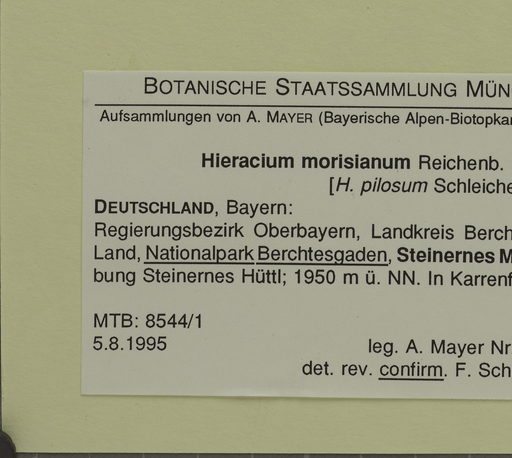 BOTANISCHE STAATSSAMMLUNG MÜN
Aufsammlungen von A. MAYER (Bayerische Alpen-Biotopkar
Hieracium morisianum Reichenb.
[H. pilosum Schleiche
DEUTSCHLAND, Bayern:
Regierungsbezirk Oberbayern, Landkreis Berch
Land, Nationalpark Berchtesgaden, Steinernes M
bung Steinernes Hüttl; 1950 m ü. NN. In Karrenf
MTB: 8544/1
5.8.1995
leg. A. Mayer Nr.
det. rev. confirm. F. Sch